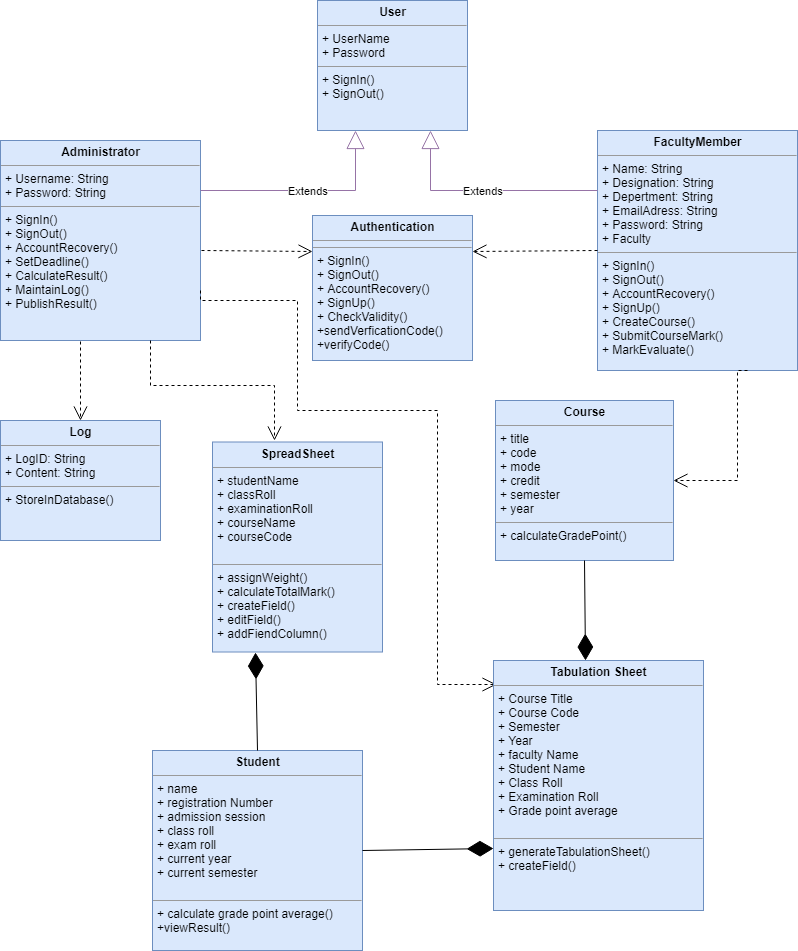 User
+ UserName
+ Password
+ SignIn()
+ SignOut()
Administrator
+ Username: String
+ Password: String
+ SignIn()
+ SignOut()
+ AccountRecovery()
+ SetDeadline()
+ CalculateResult()
+ MaintainLog()
+ PublishResult()
Extends
Extends
FacultyMember
+ Name: String
+ Designation: String
+ Depertment: String
+ EmailAdress: String
+ Password: String
+ Faculty
+ SignIn()
+ SignOut()
+ AccountRecovery()
+ SignUp()
+ CreateCourse()
+ SubmitCourseMark()
+ MarkEvaluate()
Authentication
+ SignIn()
+ SignOut()
+ AccountRecovery()
+ SignUp()
+ CheckValidity()
+sendVerficationCode()
+verifyCode()
Log
+ LogID: String
+ Content: String
+ StoreInDatabase()
SpreadSheet
+ studentName
+ classRoll
+ examinationRoll
+ courseName
+ courseCode
+ assignWeight()
+ calculateTotalMark()
+ createField()
+ editField()
+ addFiendColumn()
Course
+ title
+ code
+ mode
+ credit
+ semester
+ year
+ calculateGradePoint()
Tabulation Sheet
+ Course Title
+ Course Code
+ Semester
+ Year
+ faculty Name
+ Student Name
+ Class Roll
+ Examination Roll
+ Grade point average
+ generateTabulationSheet()
+ createField()
Student
+ name
+ registration Number
+ admission session
+ class roll
+ exam roll
+ current year
+ current semester
+ calculate grade point average()
+viewResult()